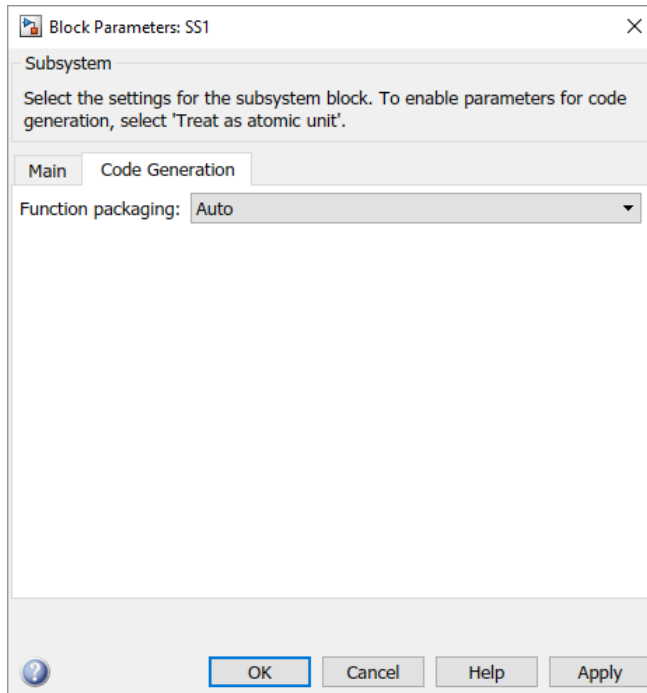 Block Parameters: SS1
Subsystem
Select the settings for the subsystem block. To enable parameters for code
generation, select 'Treat as atomic unit'.
Main Code Generation
Function packaging: Auto
OK Cancel Help Apply